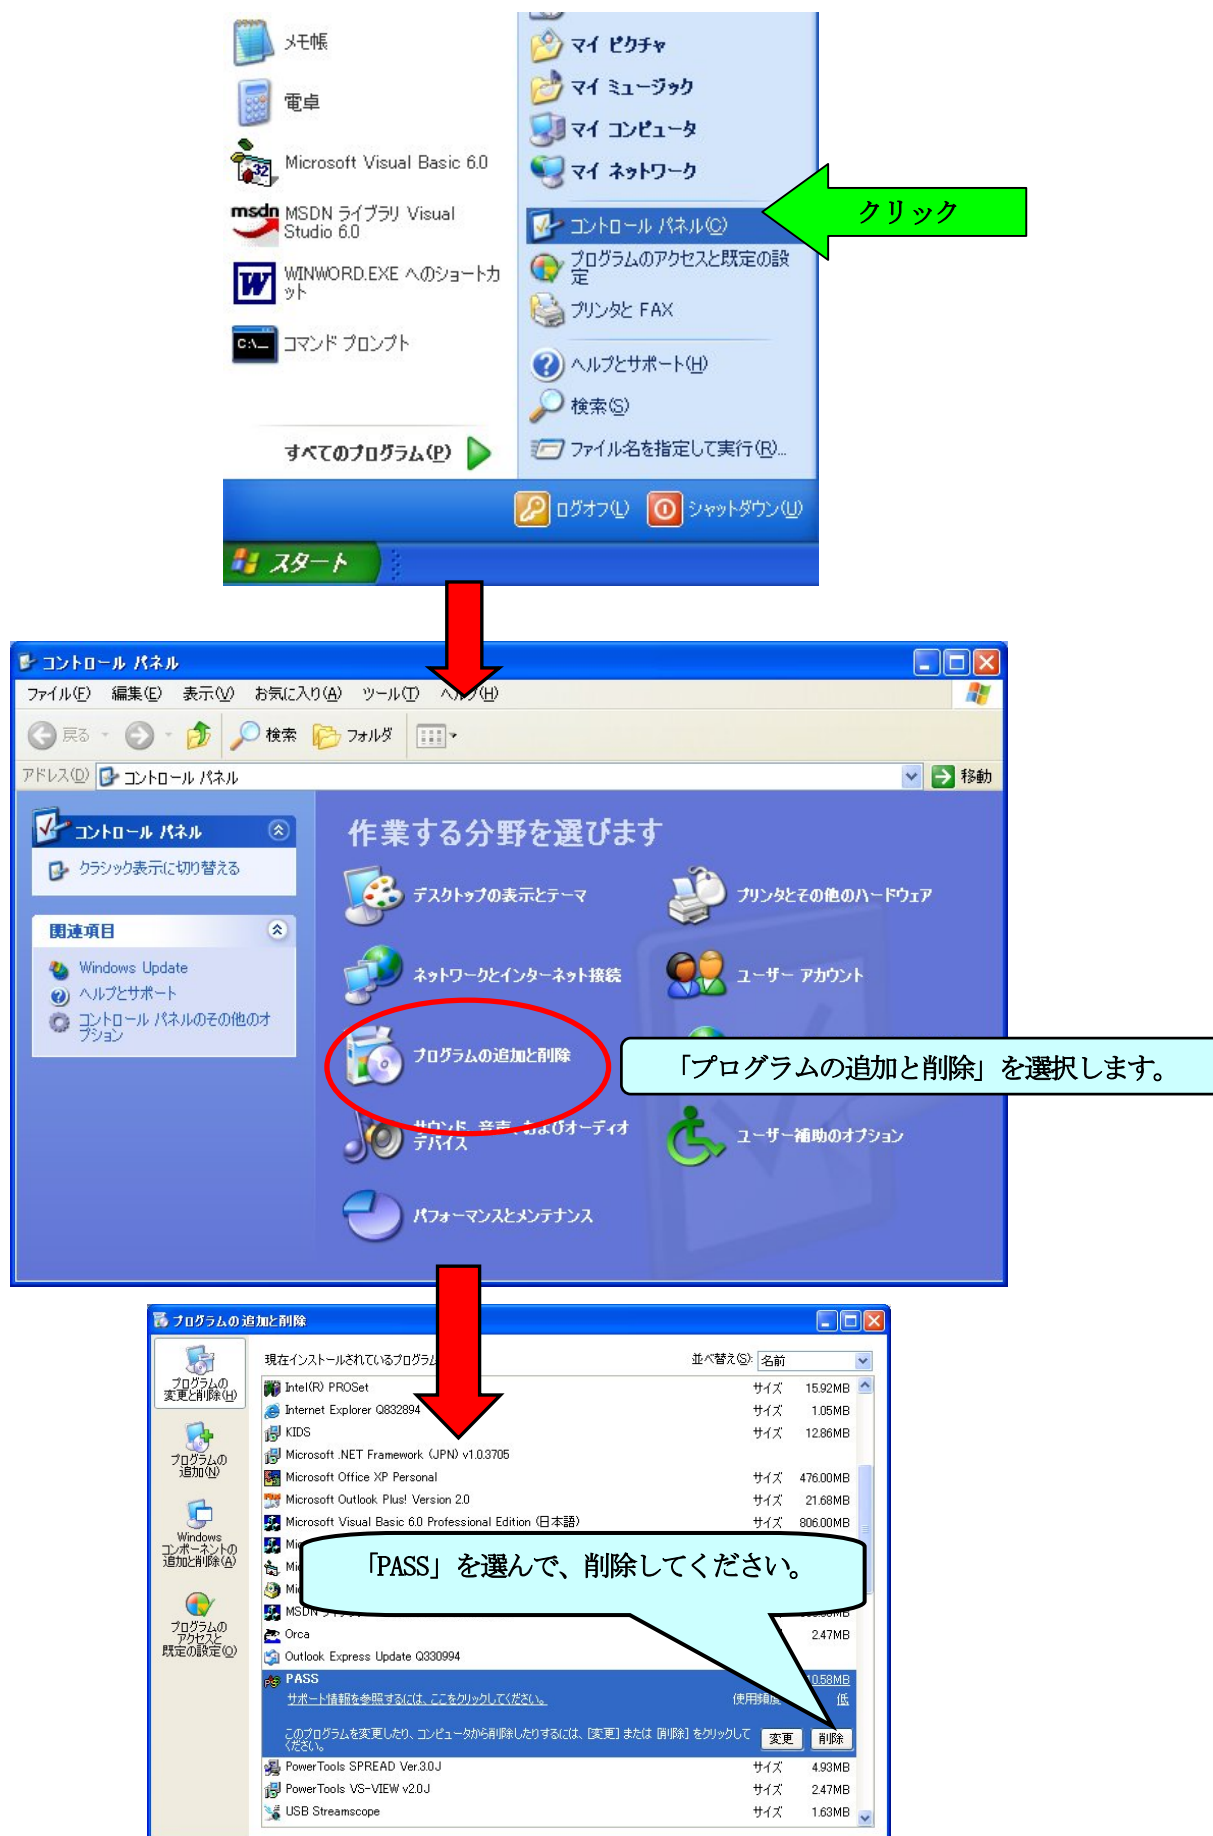 メモ帳
電卓
Microsoft Visual Basic 6.0
msdn
MSDN ライブラリ Visual
Studio 6.0
WINWORD.EXE へのショートカ
ット
コマンド プロンプト
すべてのプログラム(P)
マイ ピクチャ
マイ ミュージック
マイ コンピュータ
マイ ネットワーク
コントロール パネル(C)
クリック
プログラムのアクセスと既定の設
定
プリンタと FAX
ヘルプとサポート(H)
検索(S)
ファイル名を指定して実行(R)...
ログオフ(L)
シャットダウン(U)
スタート
コントロール パネル
ファイル(F) 編集(E) 表示(V) お気に入り(A) ツール(T) ヘルプ(H)
戻る
検索
フォルダ
アドレス(D) コントロール パネル
移動
コントロール パネル
クラシック表示に切り替える
関連項目
Windows Update
ヘルプとサポート
コントロール パネルのその他のオ
プション
作業する分野を選びます
デスクトップの表示とテーマ
プリンタとその他のハードウェア
ネットワークとインターネット接続
ユーザー アカウント
プログラムの追加と削除
「プログラムの追加と削除」を選択します。
サウンド、音声、およびオーディオ
デバイス
ユーザー補助のオプション
パフォーマンスとメンテナンス
プログラムの追加と削除
プログラムの
変更と削除(H)
プログラムの
追加(N)
Windows
コンポーネントの
追加と削除(A)
プログラムの
アクセスと
既定の設定(O)
現在インストールされているプログラ
並べ替え(S): 名前
Intel(R) PROSet サイズ 15.92MB
Internet Explorer Q832894 サイズ 1.05MB
KIDS サイズ 12.86MB
Microsoft .NET Framework (JPN) v1.0.3705
Microsoft Office XP Personal サイズ 476.00MB
Microsoft Outlook Plus! Version 2.0 サイズ 21.68MB
Microsoft Visual Basic 6.0 Professional Edition (日本語) サイズ 806.00MB
「PASS」を選んで、削除してください。
MSDN
Orca 2.47MB
Outlook Express Update Q330994
PASS 10.58MB
サポート情報を参照するには、ここをクリックしてください。 使用頻度 低
このプログラムを変更したり、コンピュータから削除したりするには、[変更] または [削除] をクリックして
ください。
変更 削除
PowerTools SPREAD Ver.3.0J サイズ 4.93MB
PowerTools VS-VIEW v2.0J サイズ 2.47MB
USB Streamscope サイズ 1.63MB